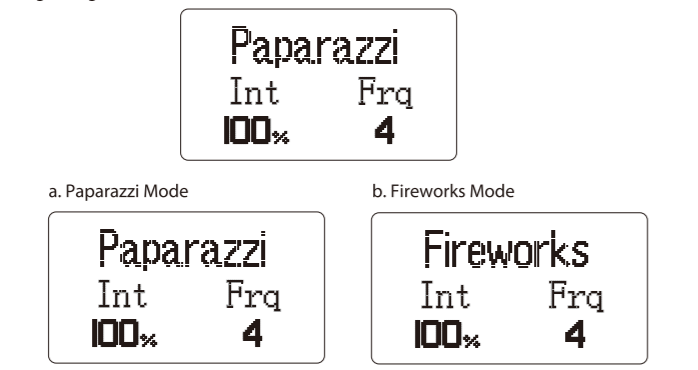 Paparazzi
Int Frq
100% 4
a. Paparazzi Mode
b. Fireworks Mode
Paparazzi
Int Frq
100% 4
Fireworks
Int Frq
100% 4